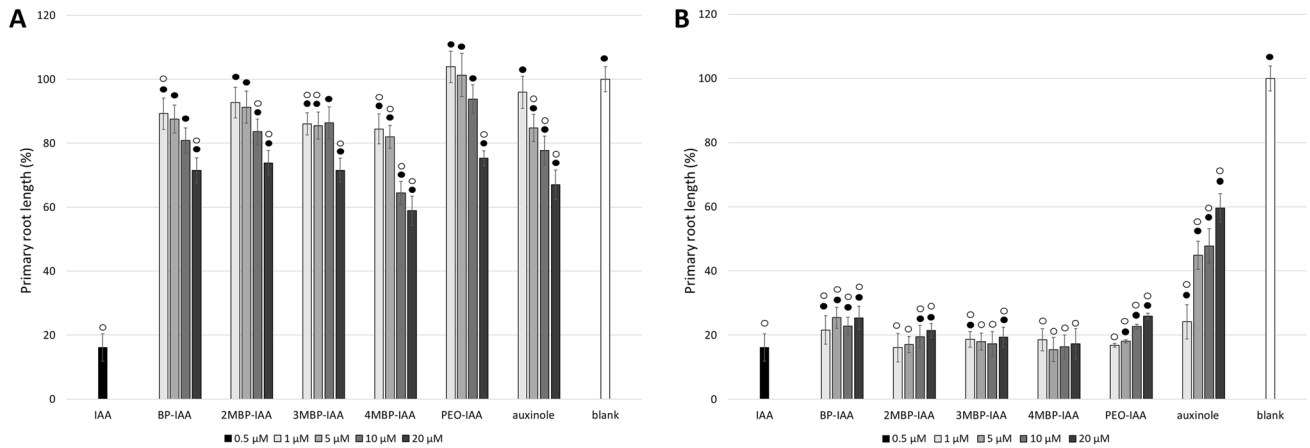 A
Primary root length (%)
120
100
80
60
40
20
0
IAA BP-IAA 2MBP-IAA 3MBP-IAA 4MBP-IAA PEO-IAA auxinole blank
0.5 µM 1 µM 5 µM 10 µM 20 µM
B
Primary root length (%)
120
100
80
60
40
20
0
IAA BP-IAA 2MBP-IAA 3MBP-IAA 4MBP-IAA PEO-IAA auxinole blank
0.5 µM 1 µM 5 µM 10 µM 20 µM